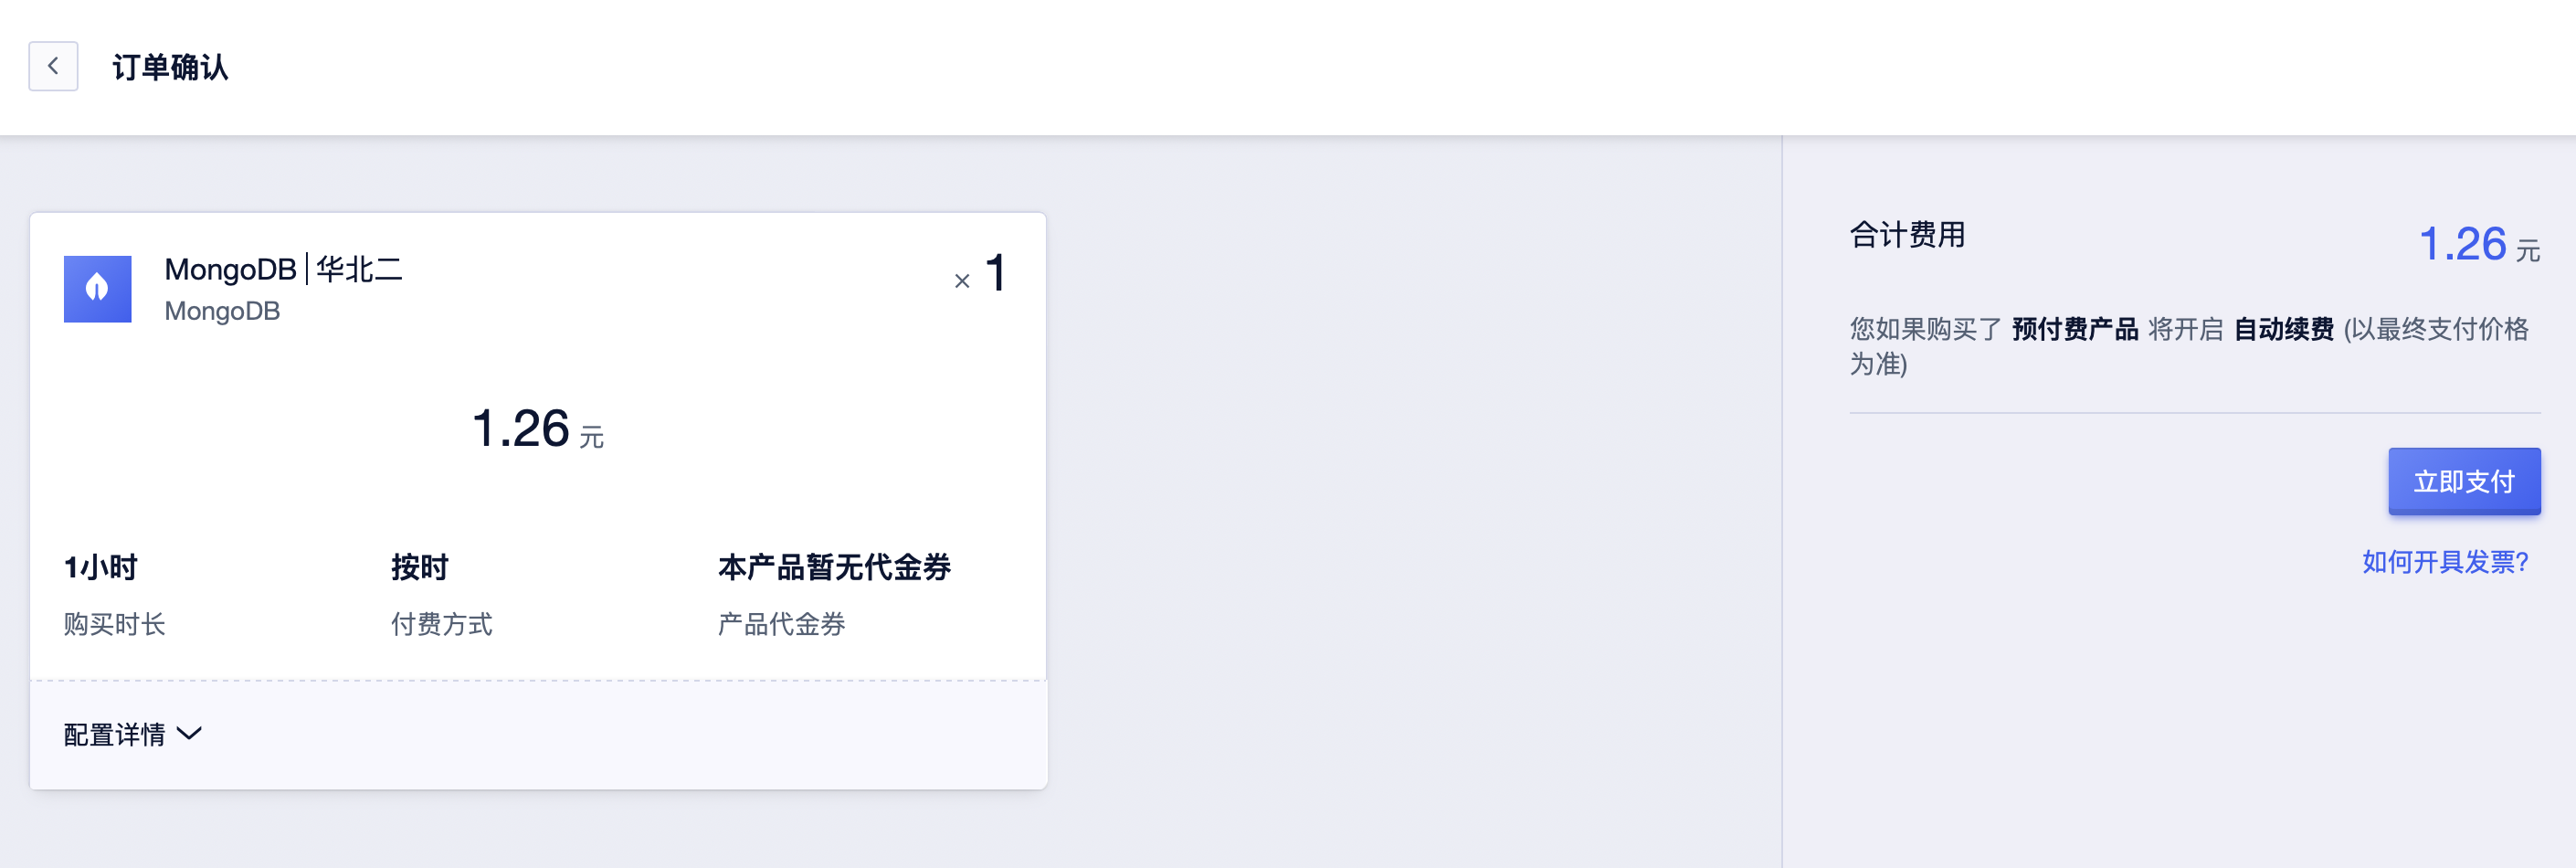 订单确认
MongoDB | 华北二
MongoDB
× 1
1.26 元
1小时
购买时长
按时
付费方式
本产品暂无代金券
产品代金券
配置详情
合计费用
1.26 元
您如果购买了 预付费产品 将开启 自动续费 (以最终支付价格
为准)
立即支付
如何开具发票?